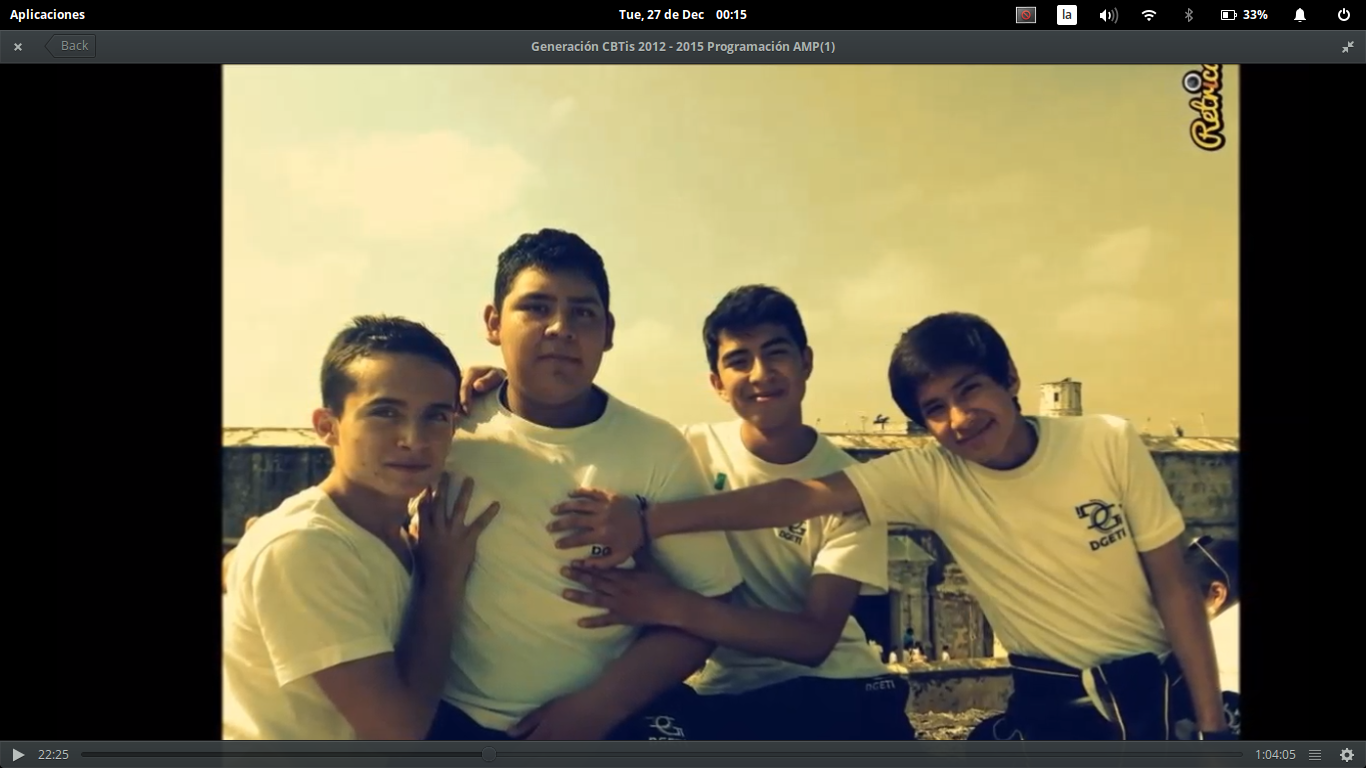 Aplicaciones
Tue, 27 de Dec 00:15
la
33%
Back
Generación CBTis 2012 - 2015 Programación AMP(1)
Retrica
DG
DGETI
DGETI
DGETI
22:25
1:04:05